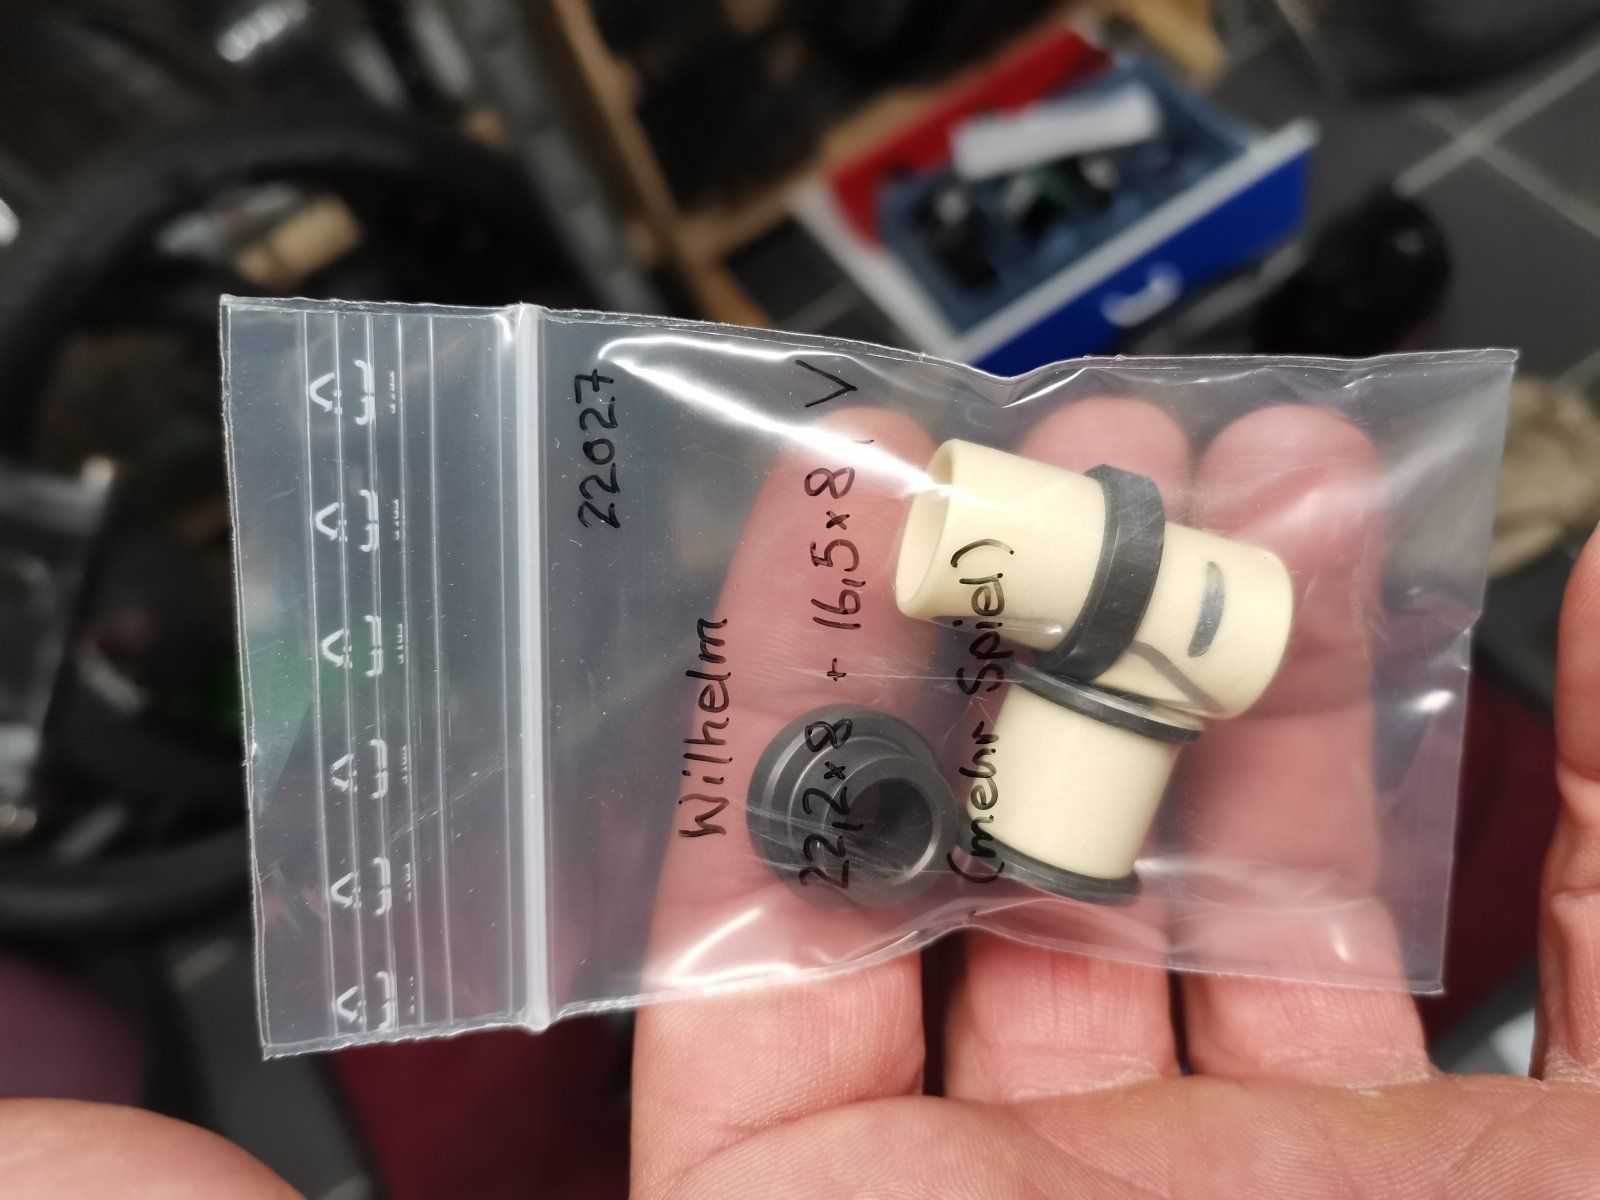 22027
Wilhelm
22,2x8 + 16,5x8, V
(mehr Spiel)